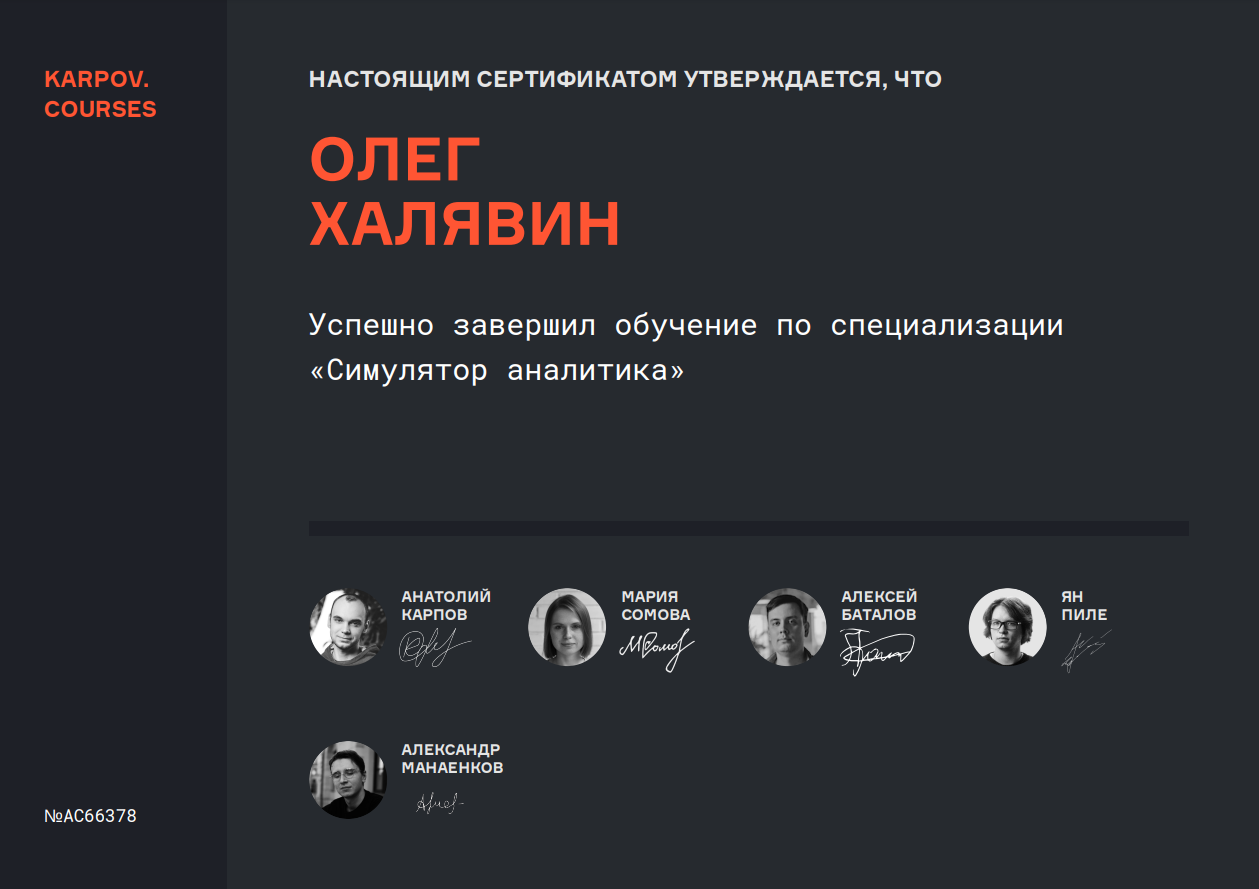 KARPOV.
COURSES
НАСТОЯЩИМ СЕРТИФИКАТОМ УТВЕРЖДАЕТСЯ, ЧТО
ОЛЕГ
ХАЛЯВИН
Успешно завершил обучение по специализации
«Симулятор аналитика»
АНАТОЛИЙ
КАРПОВ
МАРИЯ
СОМОВА
АЛЕКСЕЙ
БАТАЛОВ
ЯН
ПИЛЕ
АЛЕКСАНДР
МАНАЕНКОВ
№AC66378